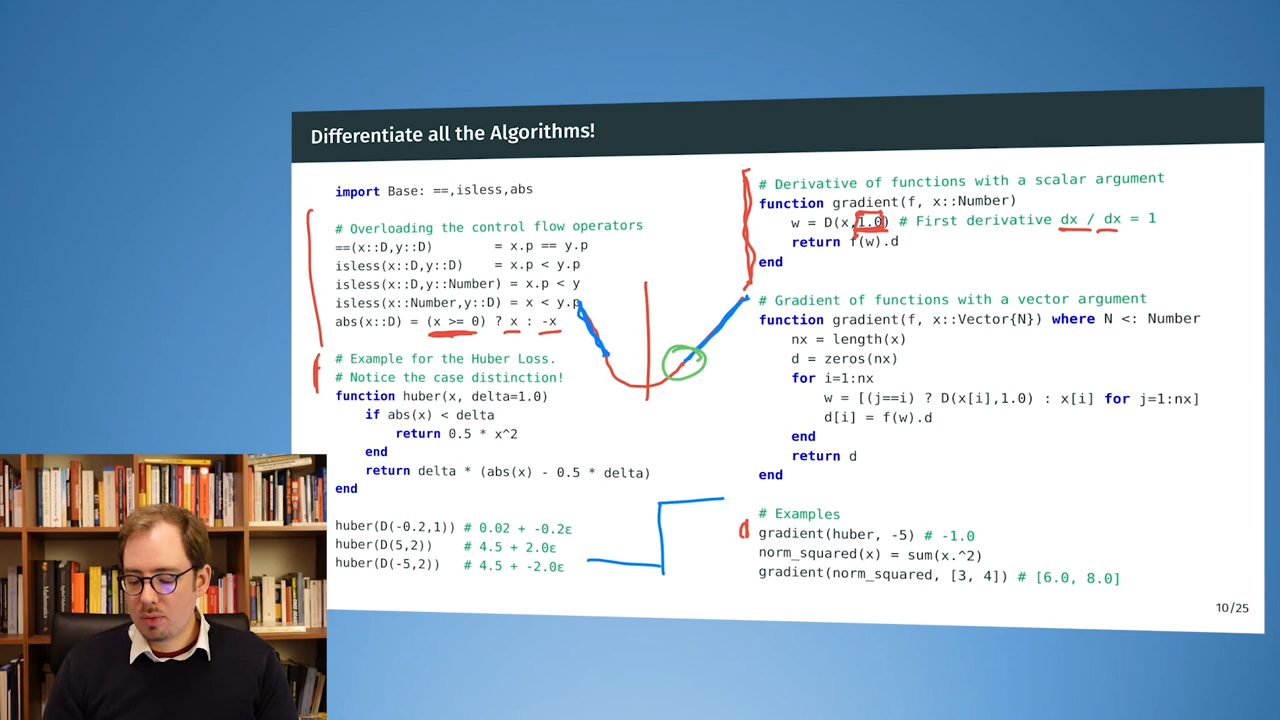 Differentiate all the Algorithms!
import Base: ==,isless,abs
# Overloading the control flow operators
==(x::D,y::D) = x.p == y.p
isless(x::D,y::D) = x.p < y.p
isless(x::D,y::Number) = x.p < y
isless(x::Number,y::D) = x < y.p
abs(x::D) = (x >= 0) ? x : -x
# Example for the Huber Loss.
# Notice the case distinction!
function huber(x, delta=1.0)
if abs(x) < delta
return 0.5 * x^2
end
return delta * (abs(x) - 0.5 * delta)
end
huber(D(-0.2,1)) # 0.02 + -0.2ε
huber(D(5,2)) # 4.5 + 2.0ε
huber(D(-5,2)) # 4.5 + -2.0ε
# Derivative of functions with a scalar argument
function gradient(f, x::Number)
w = D(x,1.0) # First derivative dx / dx = 1
return f(w).d
end
# Gradient of functions with a vector argument
function gradient(f, x::Vector{N}) where N <: Number
nx = length(x)
d = zeros(nx)
for i=1:nx
w = [(j==i) ? D(x[i],1.0) : x[i] for j=1:nx]
d[i] = f(w).d
end
return d
end
# Examples
gradient(huber, -5) # -1.0
norm_squared(x) = sum(x.^2)
gradient(norm_squared, [3, 4]) # [6.0, 8.0]
10/25